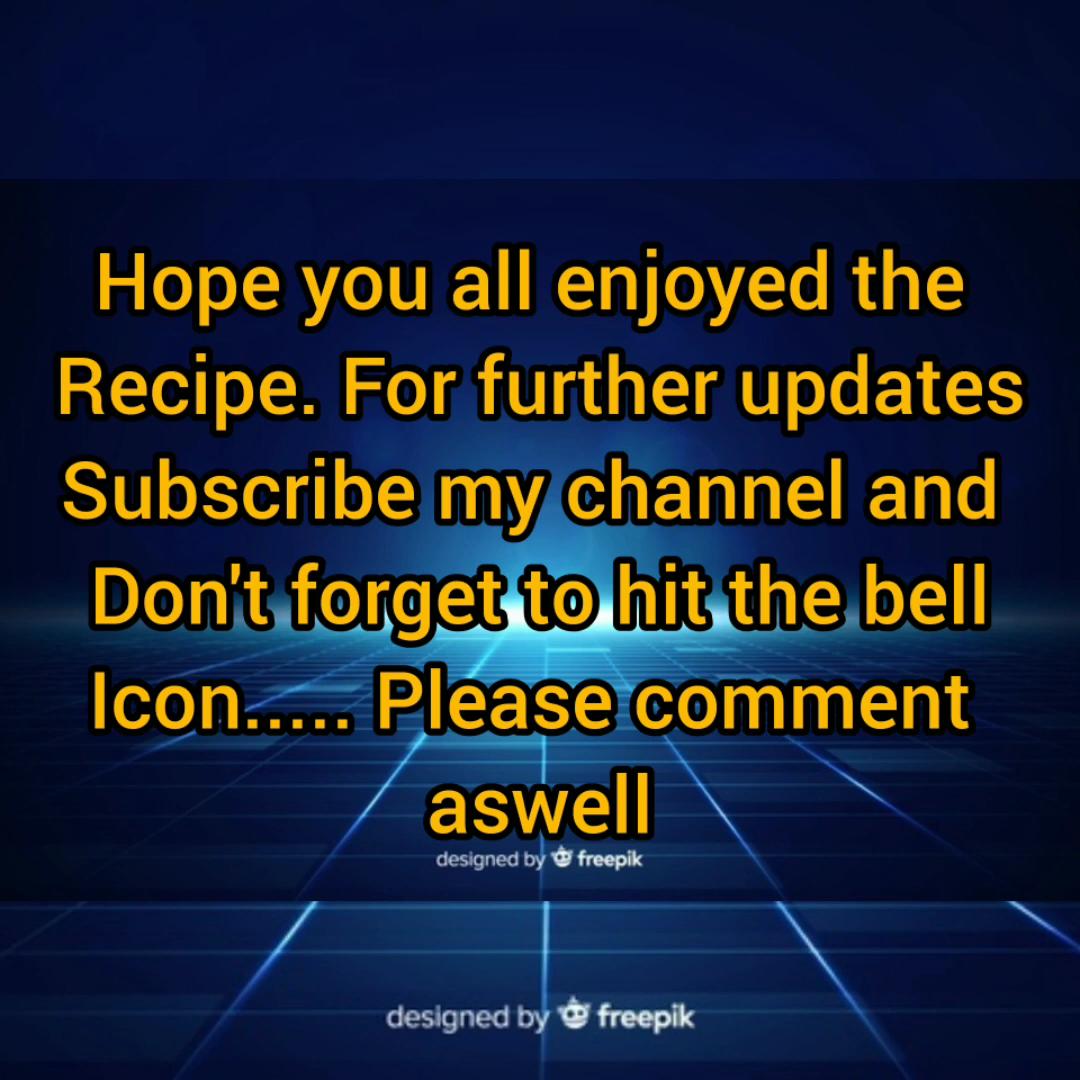 Hope you all enjoyed the
Recipe. For further updates
Subscribe my channel and
Don't forget to hit the bell
Icon..... Please comment
aswell
designed by freepik
designed by freepik